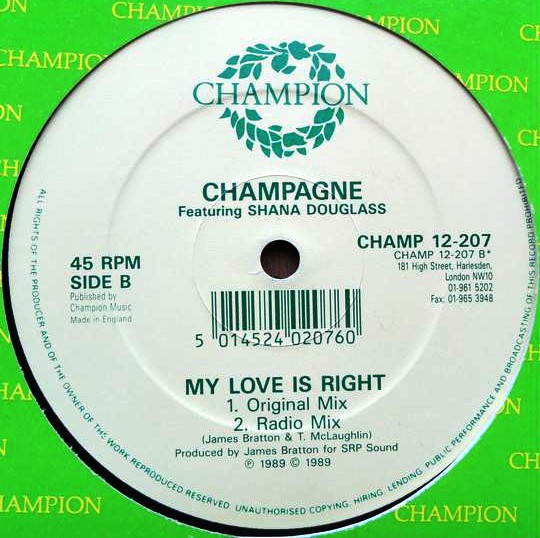 CHAMPION
CHAMPAGNE
Featuring SHANA DOUGLASS
CHAMP 12-207
CHAMP 12-207 B*
181 High Street, Harlesden,
London NW10
01-961 5202
Fax: 01-965 3948
45 RPM
SIDE B
Published by
Champion Music
Made in England
5 014524 020760
MY LOVE IS RIGHT
1. Original Mix
2. Radio Mix
(James Bratton & T. McLaughlin)
Produced by James Bratton for SRP Sound
℗ 1989 © 1989
ALL RIGHTS OF THE PRODUCER AND OF THE OWNER OF THE WORK REPRODUCED RESERVED. UNAUTHORISED COPYING, HIRING, LENDING, PUBLIC PERFORMANCE AND BROADCASTING OF THIS RECORD PROHIBITED.
CHAMPION
CHAMPION
CHAMPION
CHAMPION